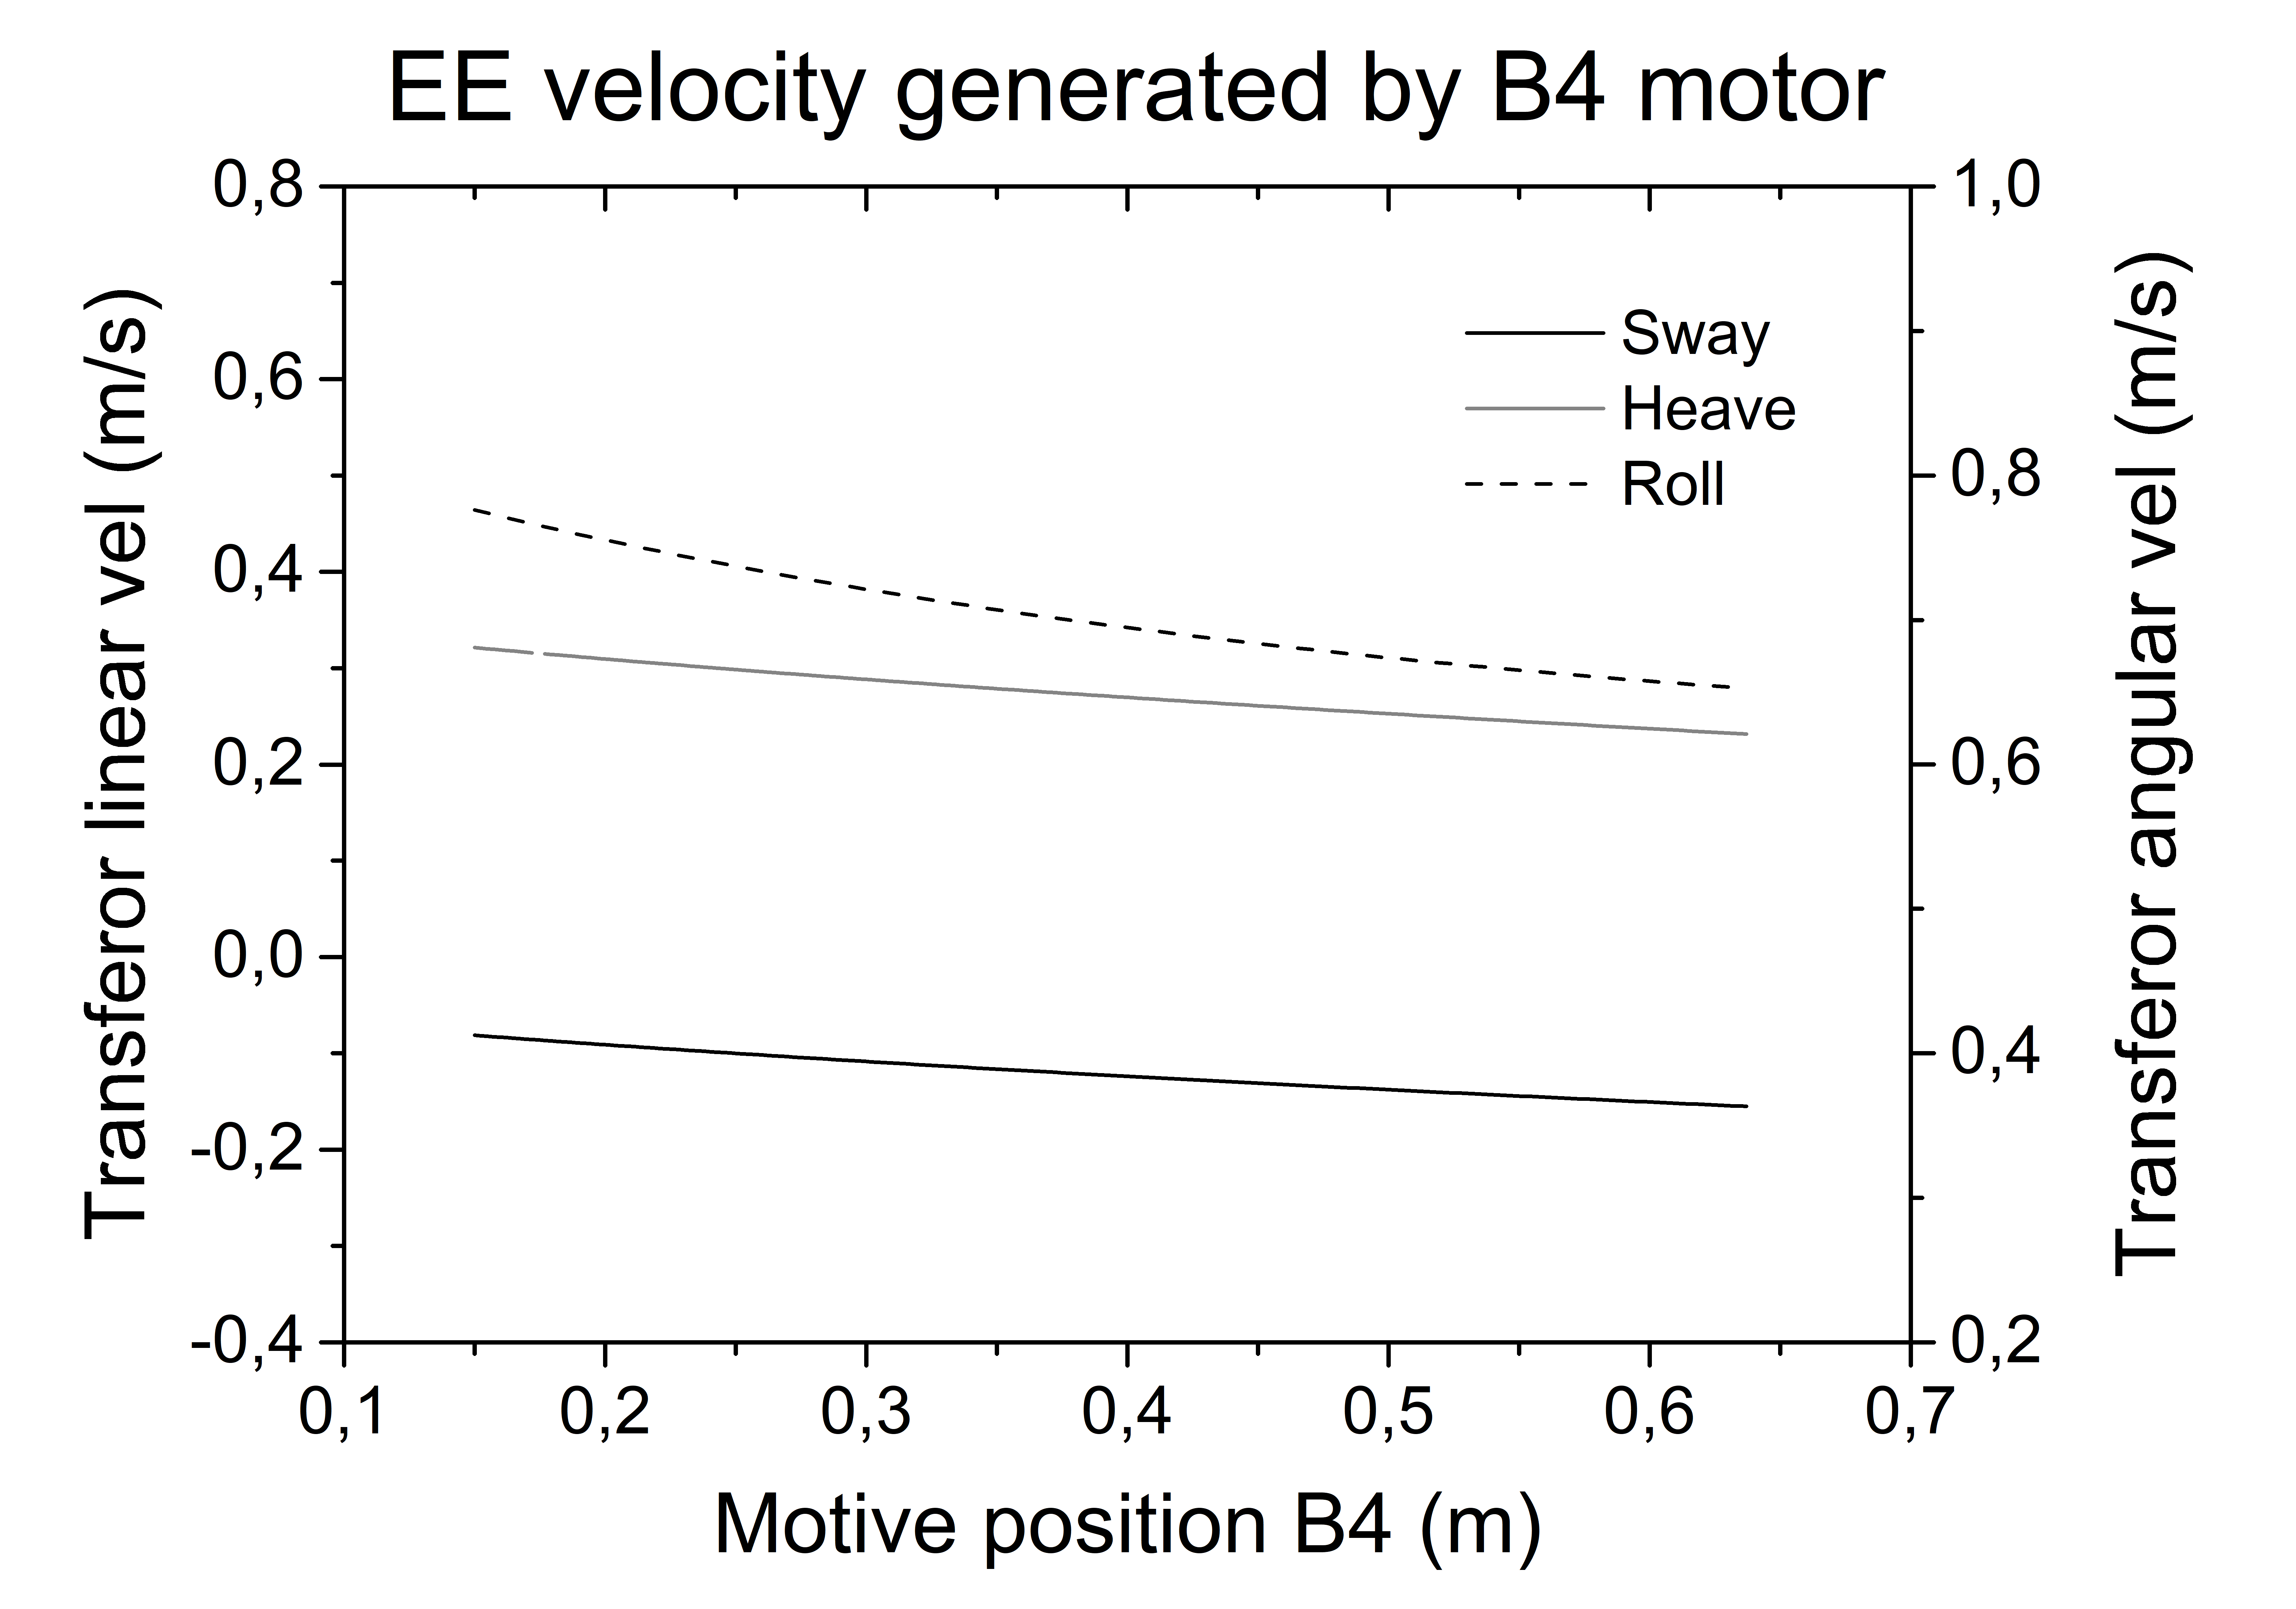 EE velocity generated by B4 motor
Transferor linear vel (m/s)
0,8
0,6
0,4
0,2
0,0
-0,2
-0,4
Sway
Heave
Roll
1,0
0,8
0,6
0,4
0,2
Transferor angular vel (m/s)
0,1 0,2 0,3 0,4 0,5 0,6 0,7
Motive position B4 (m)